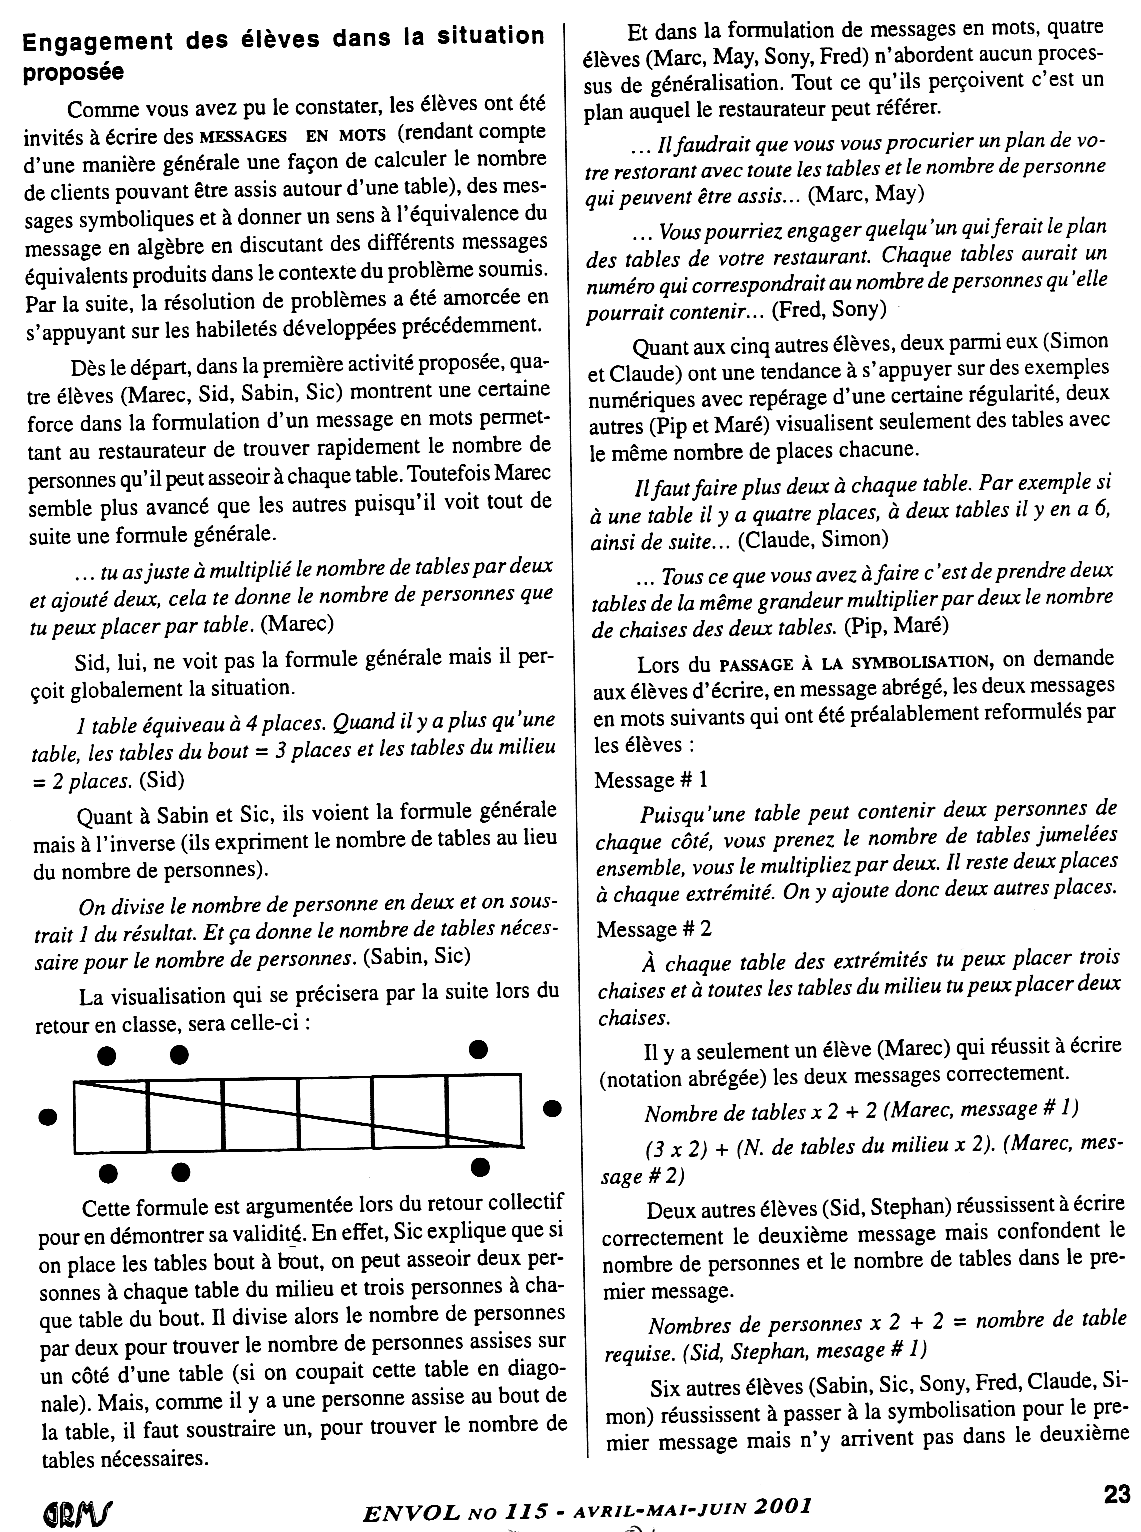 Engagement des élèves dans la situation
proposée
Comme vous avez pu le constater, les élèves ont été
invités à écrire des MESSAGES EN MOTS (rendant compte
d'une manière générale une façon de calculer le nombre
de clients pouvant être assis autour d'une table), des mes-
sages symboliques et à donner un sens à l'équivalence du
message en algèbre en discutant des différents messages
équivalents produits dans le contexte du problème soumis.
Par la suite, la résolution de problèmes a été amorcée en
s'appuyant sur les habiletés développées précédemment.
Dès le départ, dans la première activité proposée, qua-
tre élèves (Marec, Sid, Sabin, Sic) montrent une certaine
force dans la formulation d'un message en mots permet-
tant au restaurateur de trouver rapidement le nombre de
personnes qu'il peut asseoir à chaque table. Toutefois Marec
semble plus avancé que les autres puisqu'il voit tout de
suite une formule générale.
... tu as juste à multiplié le nombre de tables par deux
et ajouté deux, cela te donne le nombre de personnes que
tu peux placer par table. (Marec)
Sid, lui, ne voit pas la formule générale mais il per-
çoit globalement la situation.
1 table équiveau à 4 places. Quand il y a plus qu'une
table, les tables du bout = 3 places et les tables du milieu
= 2 places. (Sid)
Quant à Sabin et Sic, ils voient la formule générale
mais à l'inverse (ils expriment le nombre de tables au lieu
du nombre de personnes).
On divise le nombre de personne en deux et on sous-
trait 1 du résultat. Et ça donne le nombre de tables néces-
saire pour le nombre de personnes. (Sabin, Sic)
La visualisation qui se précisera par la suite lors du
retour en classe, sera celle-ci :
Cette formule est argumentée lors du retour collectif
pour en démontrer sa validité. En effet, Sic explique que si
on place les tables bout à bout, on peut asseoir deux per-
sonnes à chaque table du milieu et trois personnes à cha-
que table du bout. Il divise alors le nombre de personnes
par deux pour trouver le nombre de personnes assises sur
un côté d'une table (si on coupait cette table en diago-
nale). Mais, comme il y a une personne assise au bout de
la table, il faut soustraire un, pour trouver le nombre de
tables nécessaires.
Et dans la formulation de messages en mots, quatre
élèves (Marc, May, Sony, Fred) n'abordent aucun proces-
sus de généralisation. Tout ce qu'ils perçoivent c'est un
plan auquel le restaurateur peut référer.
... Il faudrait que vous vous procurier un plan de vo-
tre restorant avec toute les tables et le nombre de personne
qui peuvent être assis... (Marc, May)
... Vous pourriez engager quelqu'un qui ferait le plan
des tables de votre restaurant. Chaque tables aurait un
numéro qui correspondrait au nombre de personnes qu'elle
pourrait contenir... (Fred, Sony)
Quant aux cinq autres élèves, deux parmi eux (Simon
et Claude) ont une tendance à s'appuyer sur des exemples
numériques avec repérage d'une certaine régularité, deux
autres (Pip et Maré) visualisent seulement des tables avec
le même nombre de places chacune.
Il faut faire plus deux à chaque table. Par exemple si
à une table il y a quatre places, à deux tables il y en a 6,
ainsi de suite... (Claude, Simon)
... Tous ce que vous avez à faire c'est de prendre deux
tables de la même grandeur multiplier par deux le nombre
de chaises des deux tables. (Pip, Maré)
Lors du PASSAGE À LA SYMBOLISATION, on demande
aux élèves d'écrire, en message abrégé, les deux messages
en mots suivants qui ont été préalablement reformulés par
les élèves :
Message # 1
Puisqu'une table peut contenir deux personnes de
chaque côté, vous prenez le nombre de tables jumelées
ensemble, vous le multipliez par deux. Il reste deux places
à chaque extrémité. On y ajoute donc deux autres places.
Message # 2
À chaque table des extrémités tu peux placer trois
chaises et à toutes les tables du milieu tu peux placer deux
chaises.
Il y a seulement un élève (Marec) qui réussit à écrire
(notation abrégée) les deux messages correctement.
Nombre de tables x 2 + 2 (Marec, message # 1)
(3 x 2) + (N. de tables du milieu x 2). (Marec, mes-
sage # 2)
Deux autres élèves (Sid, Stephan) réussissent à écrire
correctement le deuxième message mais confondent le
nombre de personnes et le nombre de tables dans le pre-
mier message.
Nombres de personnes x 2 + 2 = nombre de table
requise. (Sid, Stephan, mesage # 1)
Six autres élèves (Sabin, Sic, Sony, Fred, Claude, Si-
mon) réussissent à passer à la symbolisation pour le pre-
mier message mais n'y arrivent pas dans le deuxième
GRMS
ENVOL NO 115 - AVRIL-MAI-JUIN 2001
23